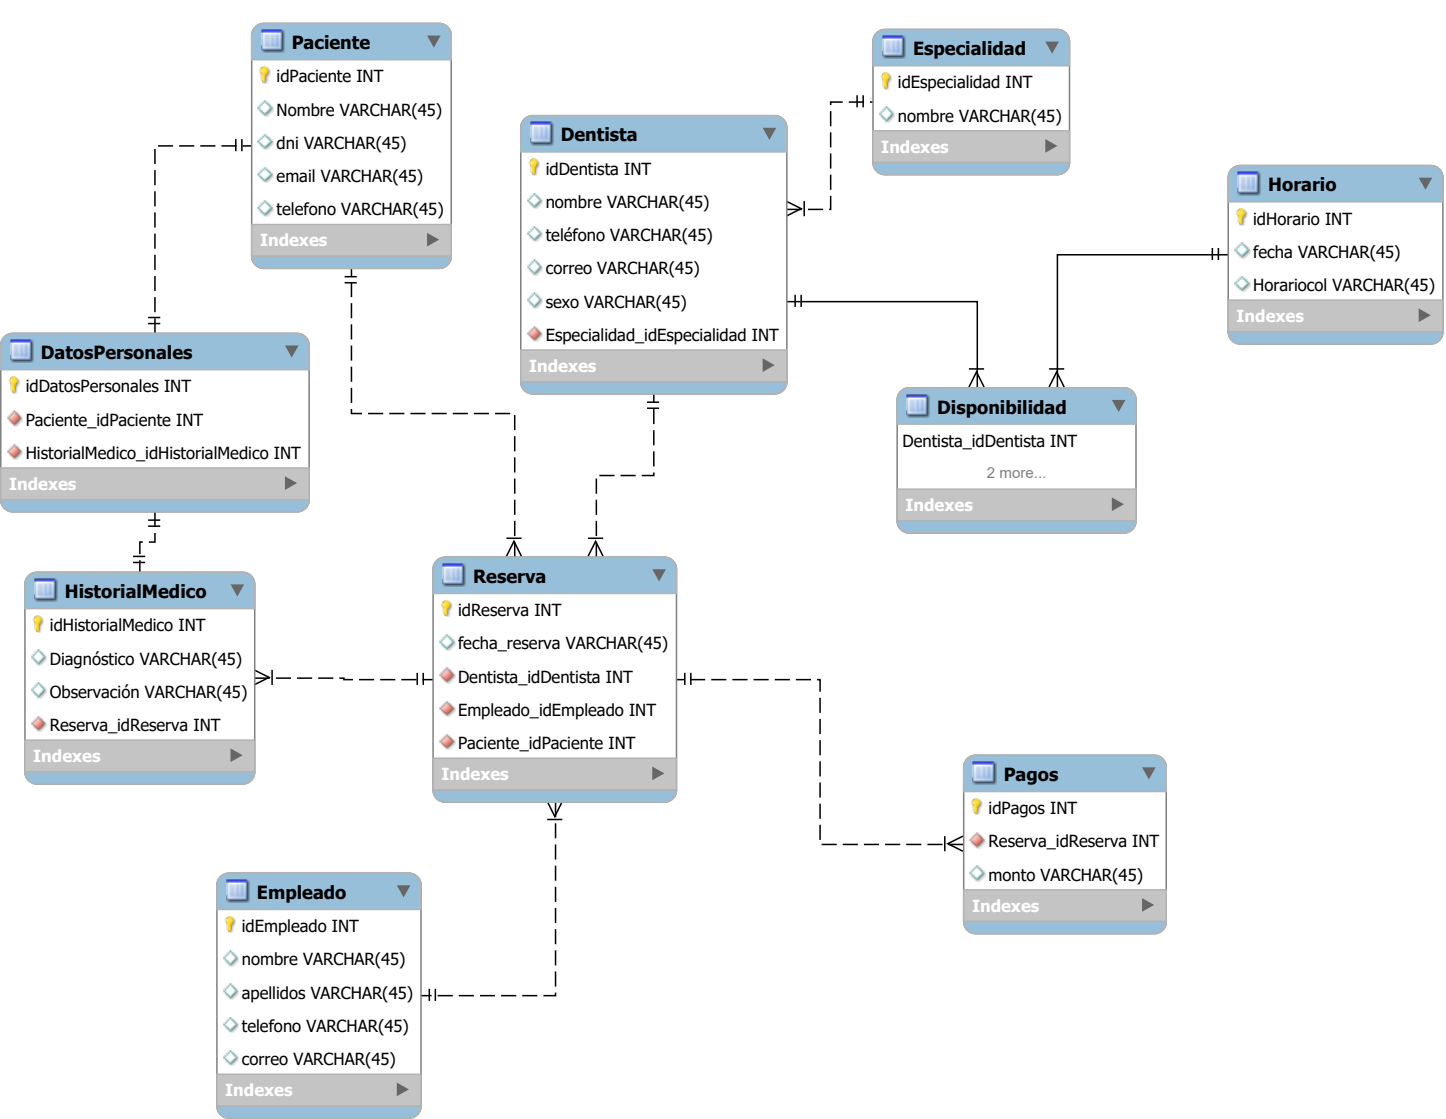 Paciente
idPaciente INT
Nombre VARCHAR(45)
dni VARCHAR(45)
email VARCHAR(45)
telefono VARCHAR(45)
Indexes
Especialidad
idEspecialidad INT
nombre VARCHAR(45)
Indexes
Dentista
idDentista INT
nombre VARCHAR(45)
teléfono VARCHAR(45)
correo VARCHAR(45)
sexo VARCHAR(45)
Especialidad_idEspecialidad INT
Indexes
Horario
idHorario INT
fecha VARCHAR(45)
Horariocol VARCHAR(45)
Indexes
DatosPersonales
idDatosPersonales INT
Paciente_idPaciente INT
HistorialMedico_idHistorialMedico INT
Indexes
Disponibilidad
Dentista_idDentista INT
2 more...
Indexes
HistorialMedico
idHistorialMedico INT
Diagnóstico VARCHAR(45)
Observación VARCHAR(45)
Reserva_idReserva INT
Indexes
Reserva
idReserva INT
fecha_reserva VARCHAR(45)
Dentista_idDentista INT
Empleado_idEmpleado INT
Paciente_idPaciente INT
Indexes
Pagos
idPagos INT
Reserva_idReserva INT
monto VARCHAR(45)
Indexes
Empleado
idEmpleado INT
nombre VARCHAR(45)
apellidos VARCHAR(45)
telefono VARCHAR(45)
correo VARCHAR(45)
Indexes